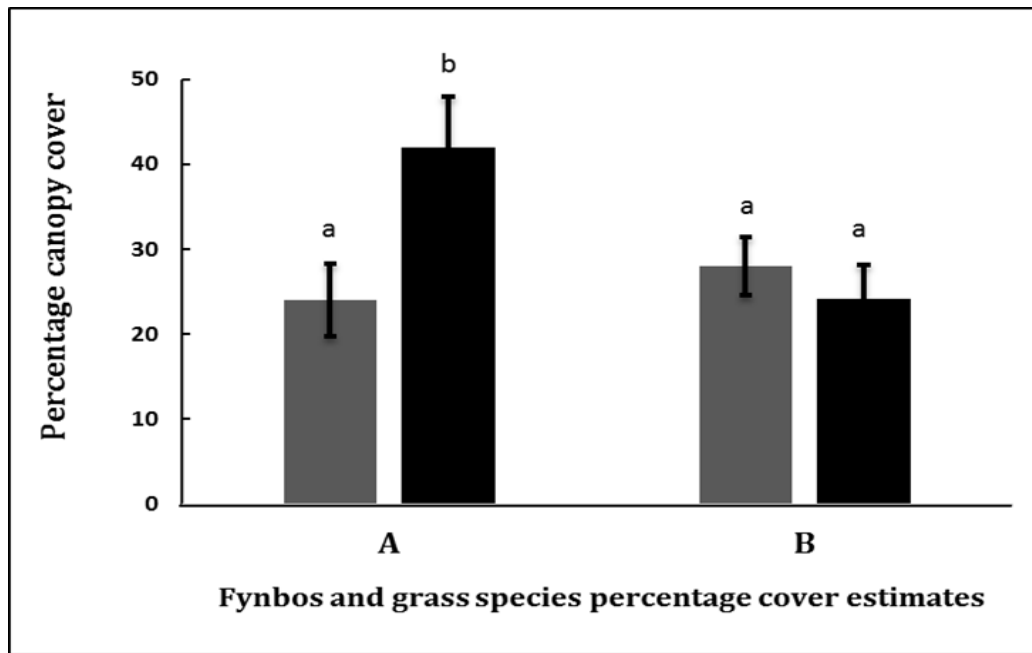 Percentage canopy cover
50
40
30
20
10
0
a
b
a
a
A
B
Fynbos and grass species percentage cover estimates